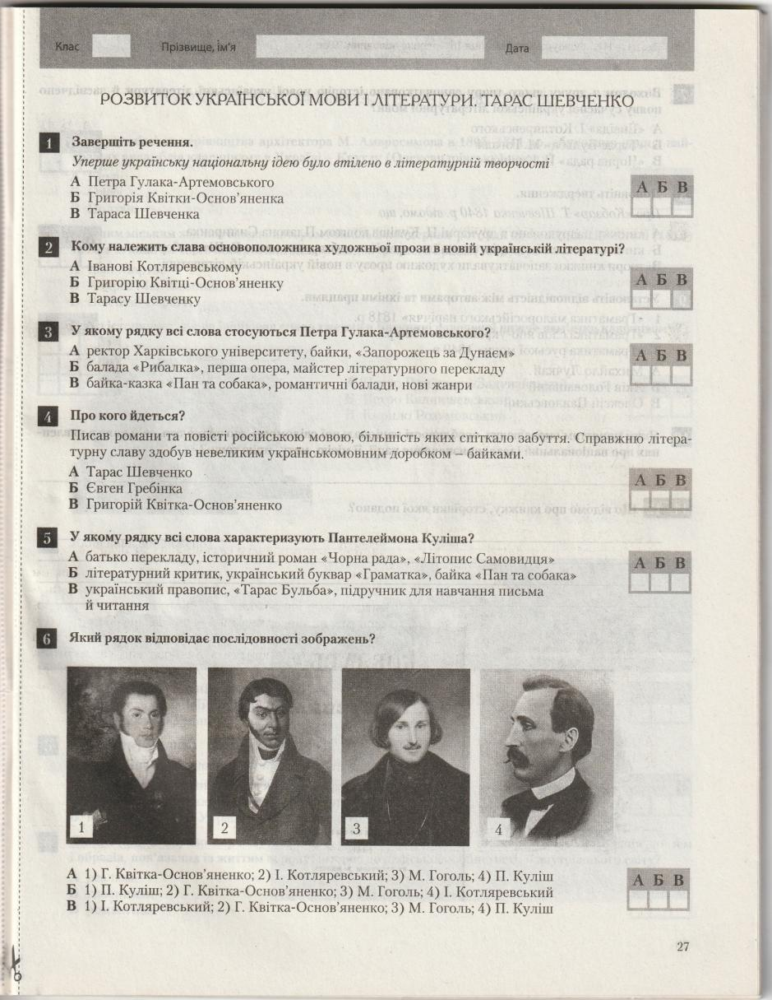 Клас
Прізвище, ім'я
Дата
РОЗВИТОК УКРАЇНСЬКОЇ МОВИ І ЛІТЕРАТУРИ. ТАРАС ШЕВЧЕНКО
1 Завершіть речення.
Уперше українську національну ідею було втілено в літературній творчості
А Петра Гулака-Артемовського
Б Григорія Квітки-Основ'яненка
В Тараса Шевченка
А Б В
2 Кому належить слава основоположника художньої прози в новій українській літературі?
А Іванові Котляревському
Б Григорію Квітці-Основ'яненку
В Тарасу Шевченку
А Б В
3 У якому рядку всі слова стосуються Петра Гулака-Артемовського?
А ректор Харківського університету, байки, «Запорожець за Дунаєм»
Б балада «Рибалка», перша опера, майстер літературного перекладу
В байка-казка «Пан та собака», романтичні балади, нові жанри
А Б В
4 Про кого йдеться?
Писав романи та повісті російською мовою, більшість яких спіткало забуття. Справжню літера-
турну славу здобув невеликим українськомовним доробком – байками.
А Тарас Шевченко
Б Євген Гребінка
В Григорій Квітка-Основ'яненко
А Б В
5 У якому рядку всі слова характеризують Пантелеймона Куліша?
А батько перекладу, історичний роман «Чорна рада», «Літопис Самовидця»
Б літературний критик, український буквар «Граматка», байка «Пан та собака»
В український правопис, «Тарас Бульба», підручник для навчання письма
й читання
А Б В
6 Який рядок відповідає послідовності зображень?
1
2
3
4
А 1) Г. Квітка-Основ'яненко; 2) І. Котляревський; 3) М. Гоголь; 4) П. Куліш
Б 1) П. Куліш; 2) Г. Квітка-Основ'яненко; 3) М. Гоголь; 4) І. Котляревський
В 1) І. Котляревський; 2) Г. Квітка-Основ'яненко; 3) М. Гоголь; 4) П. Куліш
А Б В
27